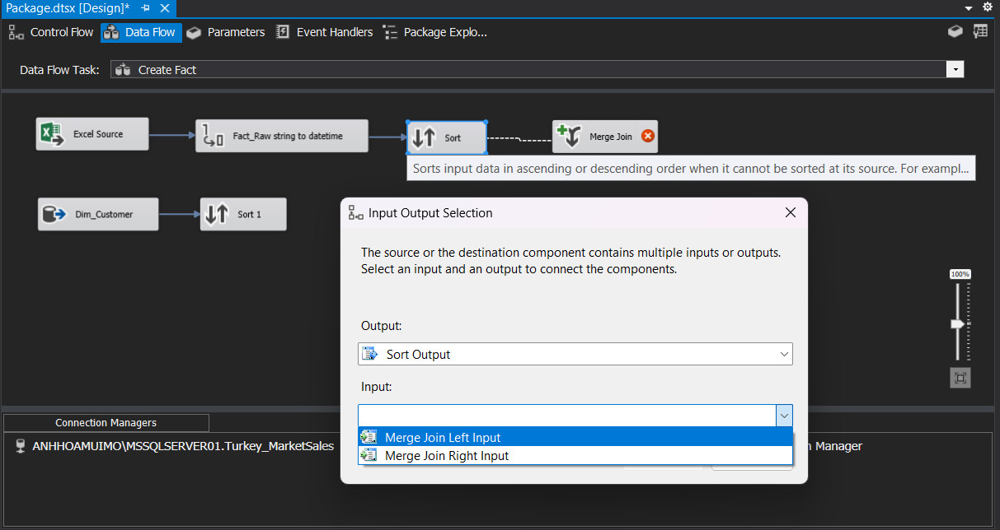 Package.dtsx [Design]*
Control Flow Data Flow Parameters Event Handlers Package Explo...
Data Flow Task: Create Fact
Excel Source
Fact_Raw string to datetime
Sort
Merge Join
Sorts input data in ascending or descending order when it cannot be sorted at its source. For exampl...
Dim_Customer
Sort 1
Input Output Selection
The source or the destination component contains multiple inputs or outputs.
Select an input and an output to connect the components.
100%
Output:
Sort Output
Input:
Merge Join Left Input
Merge Join Right Input
Connection Managers
ANHHOAMUIMO\MSSQLSERVER01.Turkey_MarketSales
Manager